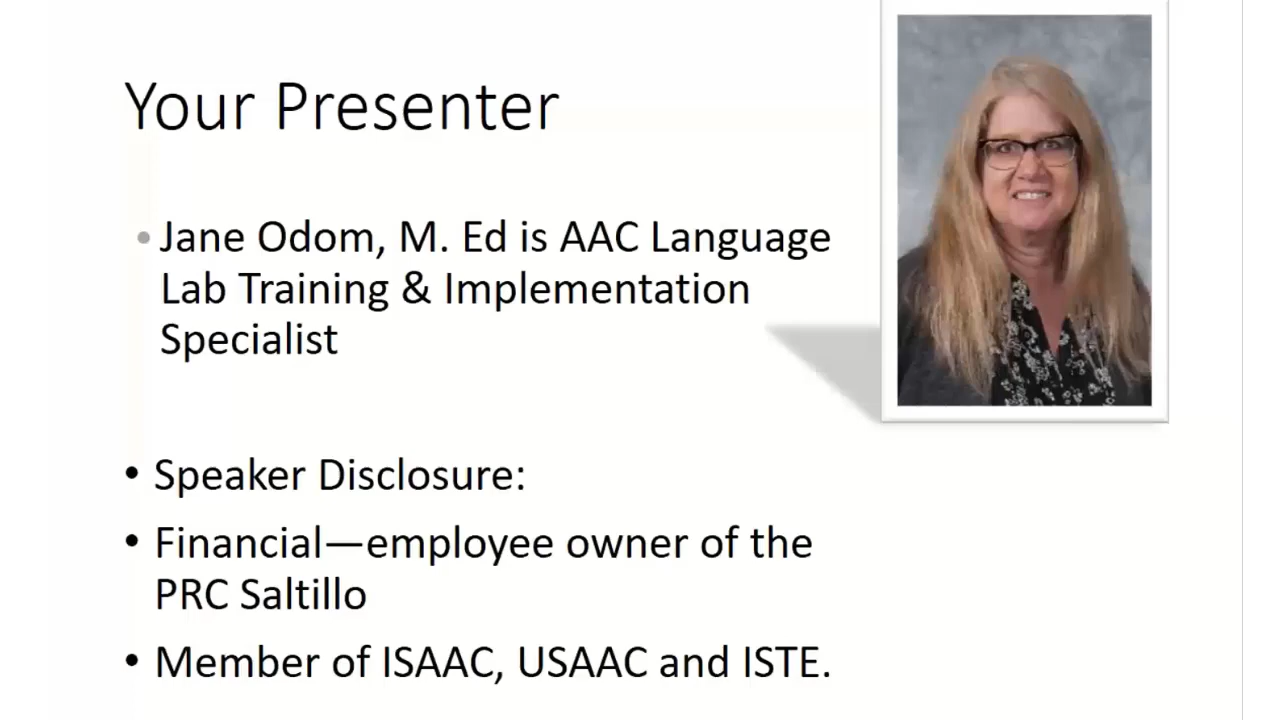 Your Presenter
• Jane Odom, M. Ed is AAC Language
Lab Training & Implementation
Specialist
• Speaker Disclosure:
• Financial—employee owner of the
PRC Saltillo
• Member of ISAAC, USAAC and ISTE.